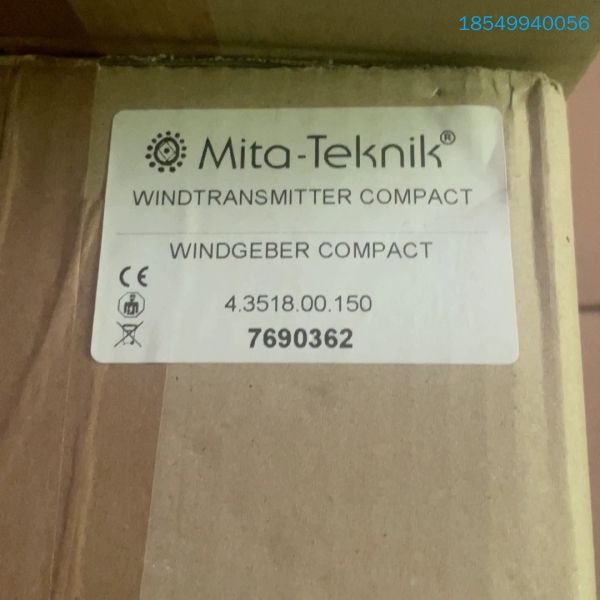 18549940056
Mita-Teknik®
WINDTRANSMITTER COMPACT
WINDGEBER COMPACT
CE
4.3518.00.150
7690362